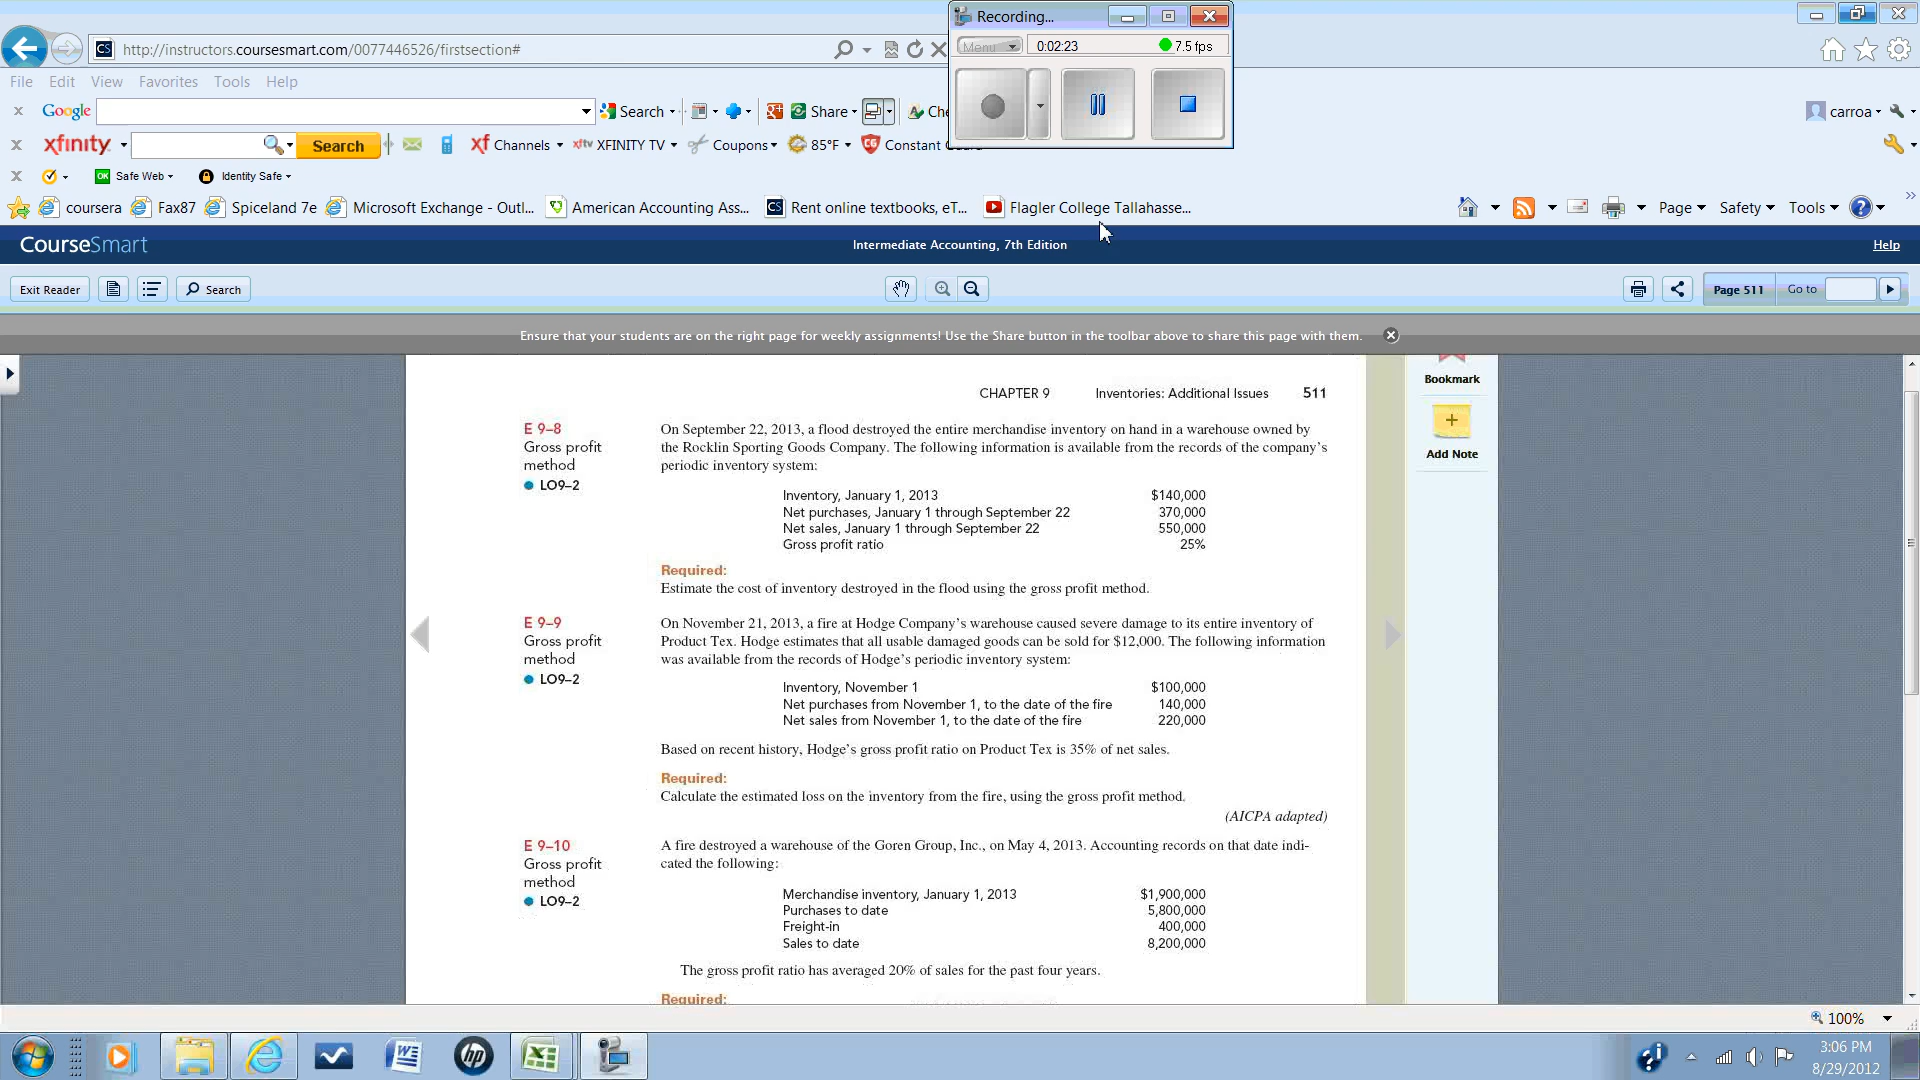 Recording...
Menu
0:02:23
7.5 fps
CS
http://instructors.coursesmart.com/0077446526/firstsection#
File Edit View Favorites Tools Help
x Google Search Share
carroa
x xfinity Search xf Channels xftv XFINITY TV Coupons 85°F CG Constant
x OK Safe Web Identity Safe
coursera Fax87 Spiceland 7e Microsoft Exchange - Outl... American Accounting Ass... CS Rent online textbooks, eT... Flagler College Tallahasse...
Page Safety Tools ?
CourseSmart
Intermediate Accounting, 7th Edition
Help
Exit Reader Search
Page 511 Go to
Ensure that your students are on the right page for weekly assignments! Use the Share button in the toolbar above to share this page with them.
Bookmark
Add Note
CHAPTER 9 Inventories: Additional Issues 511
E 9–8
Gross profit
method
● LO9–2
On September 22, 2013, a flood destroyed the entire merchandise inventory on hand in a warehouse owned by
the Rocklin Sporting Goods Company. The following information is available from the records of the company's
periodic inventory system:
Inventory, January 1, 2013 $140,000
Net purchases, January 1 through September 22 370,000
Net sales, January 1 through September 22 550,000
Gross profit ratio 25%
Required:
Estimate the cost of inventory destroyed in the flood using the gross profit method.
E 9–9
Gross profit
method
● LO9–2
On November 21, 2013, a fire at Hodge Company's warehouse caused severe damage to its entire inventory of
Product Tex. Hodge estimates that all usable damaged goods can be sold for $12,000. The following information
was available from the records of Hodge's periodic inventory system:
Inventory, November 1 $100,000
Net purchases from November 1, to the date of the fire 140,000
Net sales from November 1, to the date of the fire 220,000
Based on recent history, Hodge's gross profit ratio on Product Tex is 35% of net sales.
Required:
Calculate the estimated loss on the inventory from the fire, using the gross profit method.
(AICPA adapted)
E 9–10
Gross profit
method
● LO9–2
A fire destroyed a warehouse of the Goren Group, Inc., on May 4, 2013. Accounting records on that date indi-
cated the following:
Merchandise inventory, January 1, 2013 $1,900,000
Purchases to date 5,800,000
Freight-in 400,000
Sales to date 8,200,000
The gross profit ratio has averaged 20% of sales for the past four years.
Required:
100%
hp
3:06 PM
8/29/2012